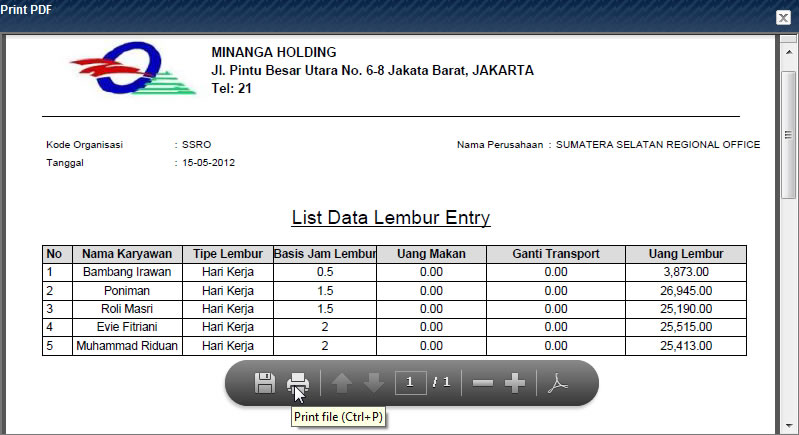 Print PDF
MINANGA HOLDING
Jl. Pintu Besar Utara No. 6-8 Jakata Barat, JAKARTA
Tel: 21
Kode Organisasi : SSRO Nama Perusahaan : SUMATERA SELATAN REGIONAL OFFICE
Tanggal : 15-05-2012
List Data Lembur Entry
No Nama Karyawan Tipe Lembur Basis Jam Lembur Uang Makan Ganti Transport Uang Lembur
1 Bambang Irawan Hari Kerja 0.5 0.00 0.00 3,873.00
2 Poniman Hari Kerja 1.5 0.00 0.00 26,945.00
3 Roli Masri Hari Kerja 1.5 0.00 0.00 25,190.00
4 Evie Fitriani Hari Kerja 2 0.00 0.00 25,515.00
5 Muhammad Riduan Hari Kerja 2 0.00 0.00 25,413.00
1 / 1
Print file (Ctrl+P)